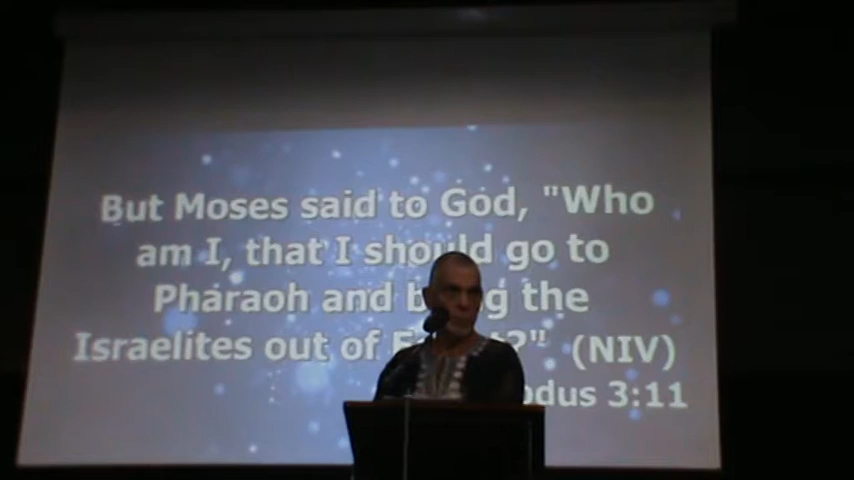 But Moses said to God, "Who
am I, that I should go to
Pharaoh and the
Israelites out of (NIV)
3:11